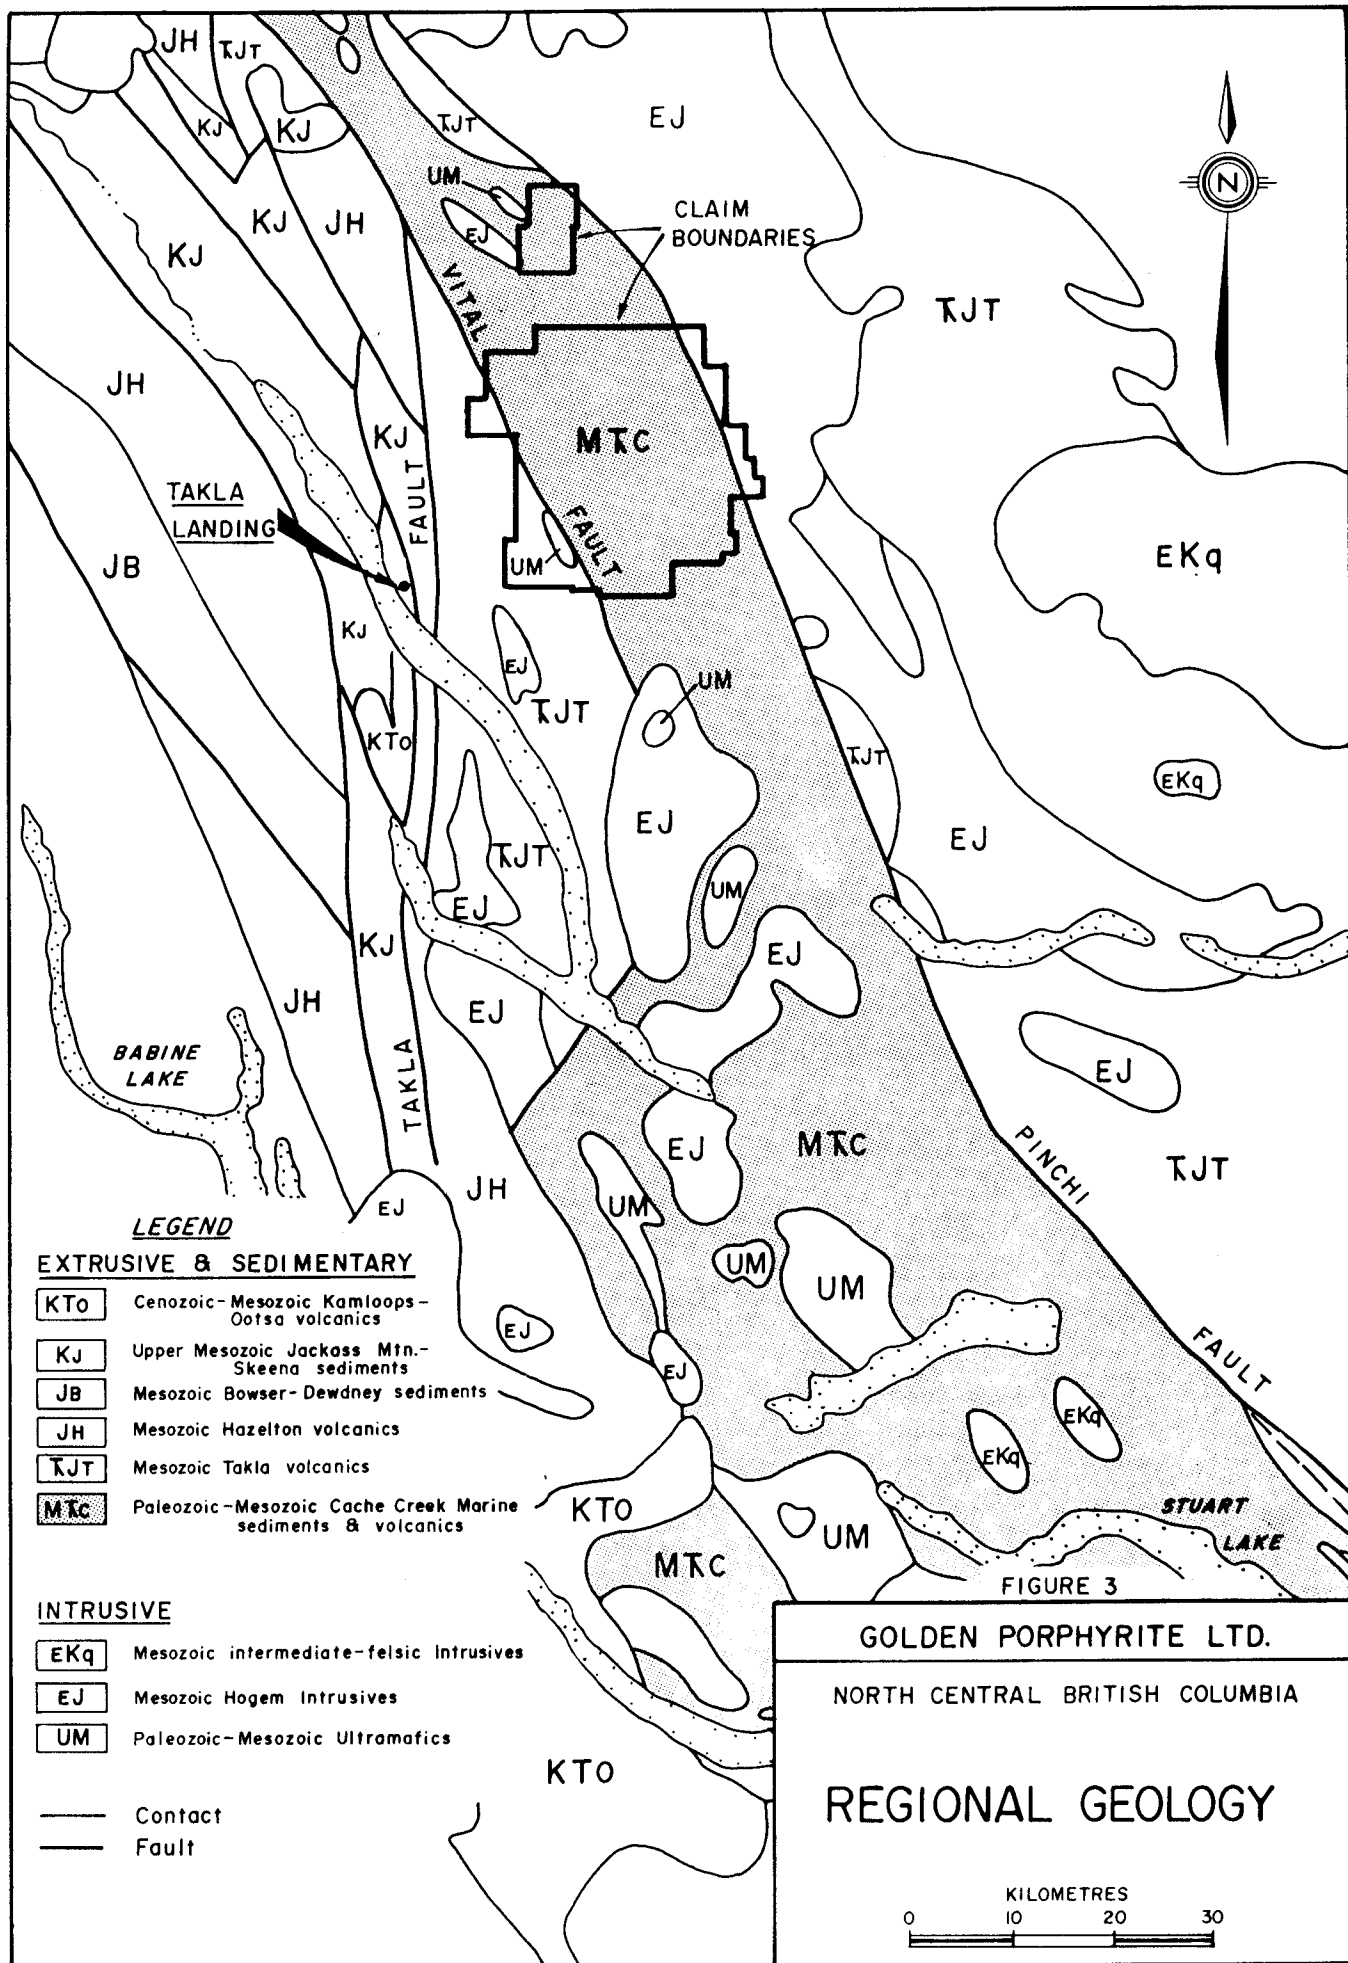 JH
TJT
KJ
KJ
TJT
EJ
UM
EJ
CLAIM
BOUNDARIES
N
KJ
JH
KJ
VITAL
TJT
JH
MTC
KJ
FAULT
TAKLA
LANDING
FAULT
UM
EKq
JB
KJ
EJ
UM
TJT
KTO
TJT
EKq
EJ
EJ
TJT
UM
EJ
KJ
EJ
JH
EJ
BABINE
LAKE
TAKLA
EJ
EJ
MTC
PINCHI
TJT
JH
EJ
UM
UM
UM
EJ
EJ
FAULT
EKq
EKq
KTO
UM
STUART
LAKE
MTC
KTO
LEGEND
EXTRUSIVE & SEDIMENTARY
KTO Cenozoic-Mesozoic Kamloops-
Ootsa volcanics
KJ Upper Mesozoic Jackass Mtn.-
Skeena sediments
JB Mesozoic Bowser-Dewdney sediments
JH Mesozoic Hazelton volcanics
TJT Mesozoic Takla volcanics
MTC Paleozoic-Mesozoic Cache Creek Marine
sediments & volcanics
INTRUSIVE
EKq Mesozoic intermediate-felsic Intrusives
EJ Mesozoic Hogem Intrusives
UM Paleozoic-Mesozoic Ultramafics
Contact
Fault
FIGURE 3
GOLDEN PORPHYRITE LTD.
NORTH CENTRAL BRITISH COLUMBIA
REGIONAL GEOLOGY
KILOMETRES
0 10 20 30